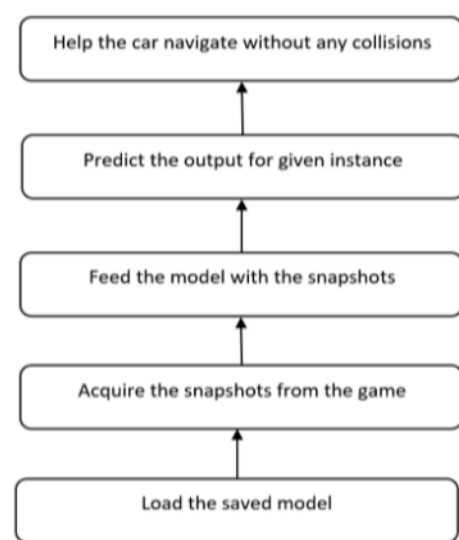 Help the car navigate without any collisions
Predict the output for given instance
Feed the model with the snapshots
Acquire the snapshots from the game
Load the saved model